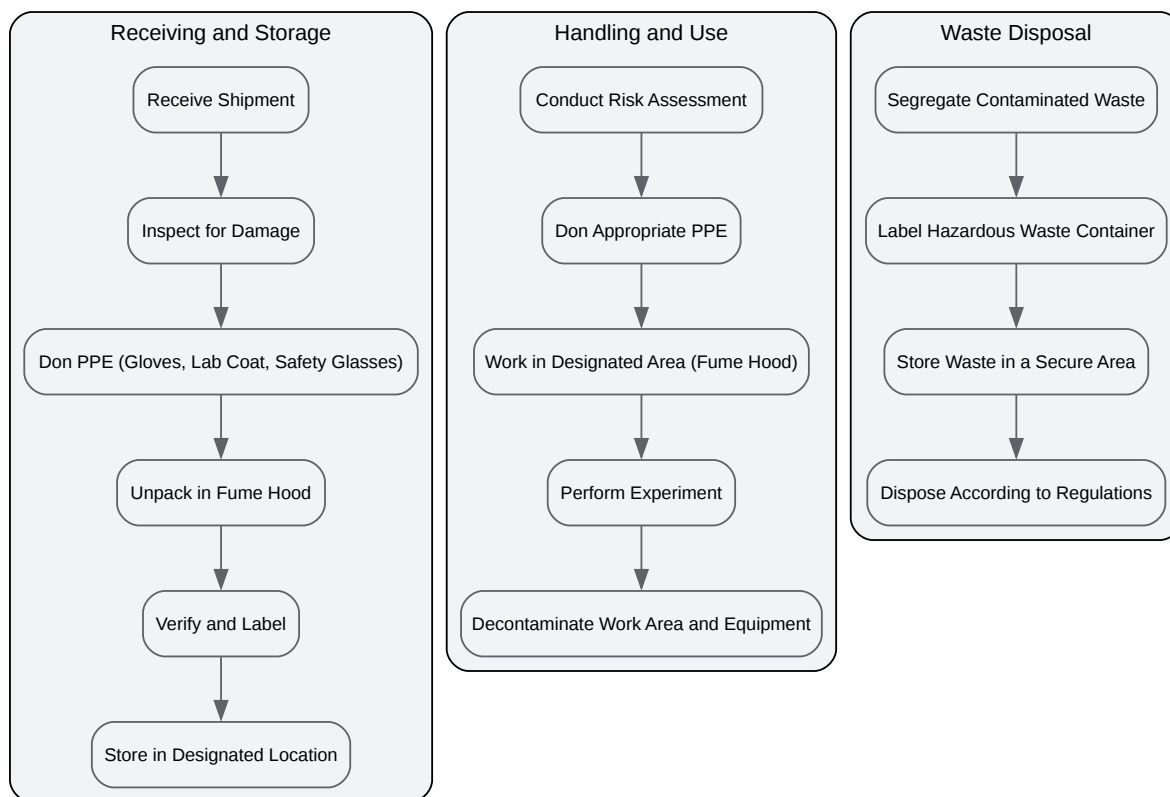 Receiving and Storage
Receive Shipment
Inspect for Damage
Don PPE (Gloves, Lab Coat, Safety Glasses)
Unpack in Fume Hood
Verify and Label
Store in Designated Location
Handling and Use
Conduct Risk Assessment
Don Appropriate PPE
Work in Designated Area (Fume Hood)
Perform Experiment
Decontaminate Work Area and Equipment
Waste Disposal
Segregate Contaminated Waste
Label Hazardous Waste Container
Store Waste in a Secure Area
Dispose According to Regulations